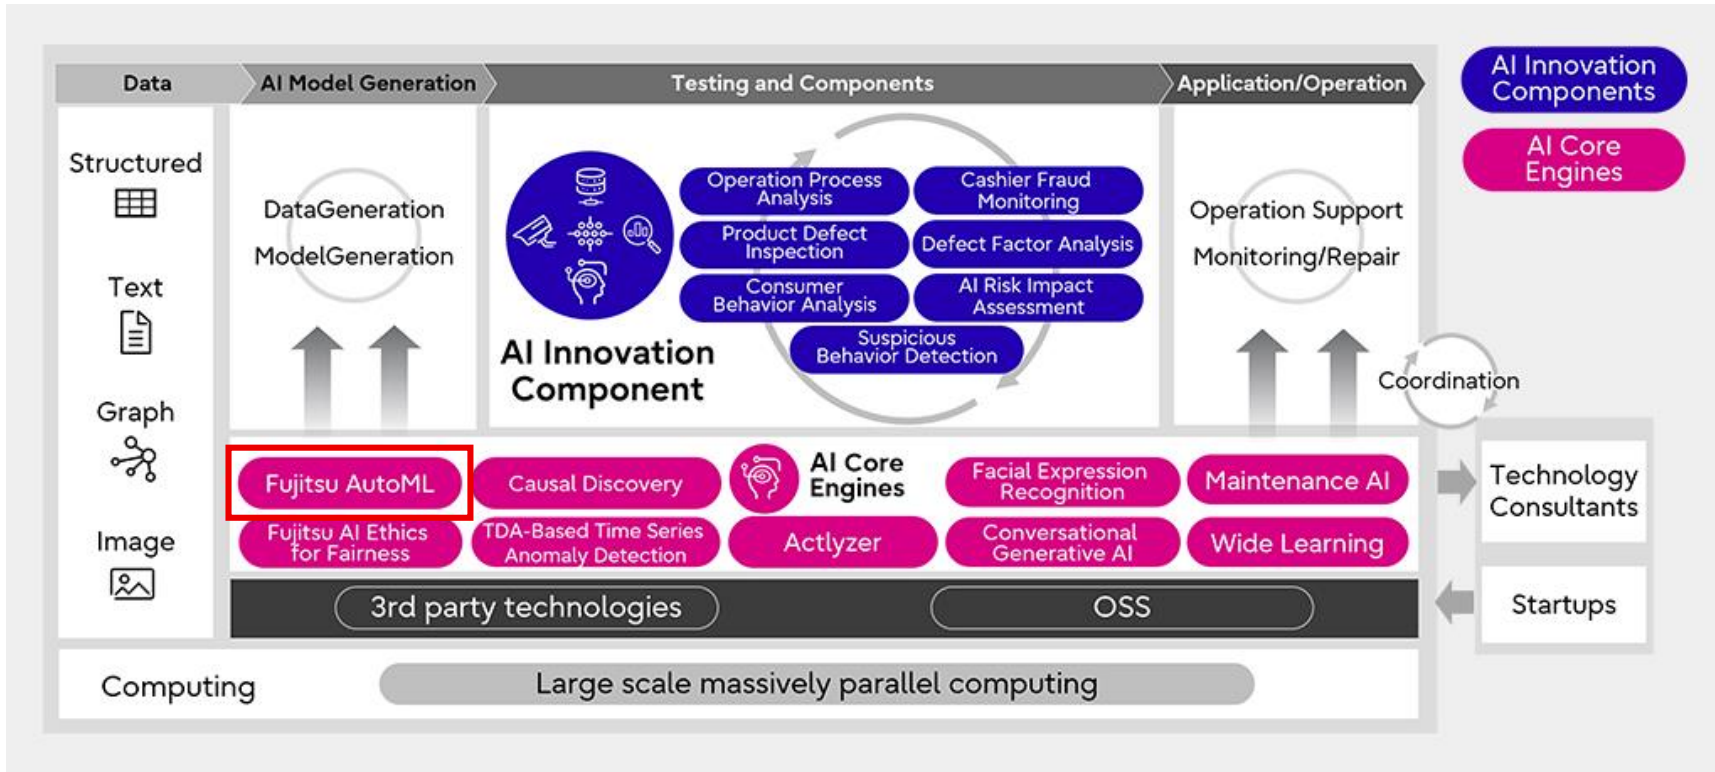 Data
AI Model Generation
Testing and Components
Application/Operation
AI Innovation
Components
AI Core
Engines
Structured
Text
Graph
Image
DataGeneration
ModelGeneration
AI Innovation
Component
Operation Process
Analysis
Cashier Fraud
Monitoring
Product Defect
Inspection
Defect Factor Analysis
Consumer
Behavior Analysis
AI Risk Impact
Assessment
Suspicious
Behavior Detection
Operation Support
Monitoring/Repair
Coordination
Fujitsu AutoML
Causal Discovery
AI Core
Engines
Facial Expression
Recognition
Maintenance AI
Fujitsu AI Ethics
for Fairness
TDA-Based Time Series
Anomaly Detection
Actlyzer
Conversational
Generative AI
Wide Learning
Technology
Consultants
3rd party technologies
OSS
Startups
Computing
Large scale massively parallel computing